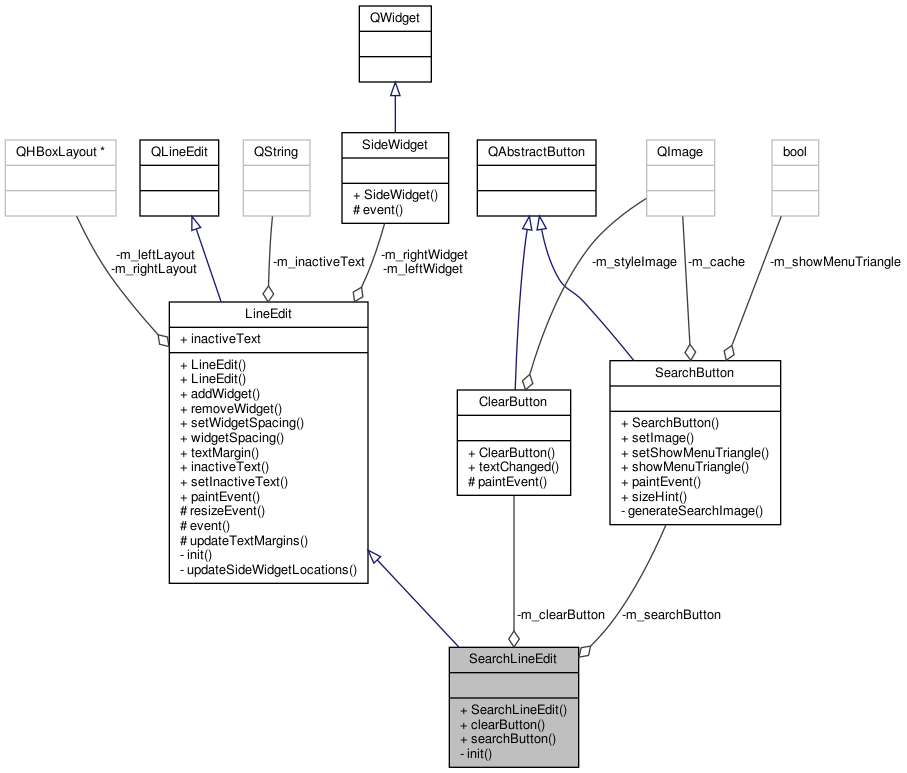 QWidget
QHBoxLayout *
QLineEdit
QString
SideWidget
+ SideWidget()
# event()
QAbstractButton
QImage
bool
-m_leftLayout
-m_rightLayout
-m_inactiveText
-m_rightWidget
-m_leftWidget
-m_styleImage
-m_cache
-m_showMenuTriangle
LineEdit
+ inactiveText
+ LineEdit()
+ LineEdit()
+ addWidget()
+ removeWidget()
+ setWidgetSpacing()
+ widgetSpacing()
+ textMargin()
+ inactiveText()
+ setInactiveText()
+ paintEvent()
# resizeEvent()
# event()
# updateTextMargins()
- init()
- updateSideWidgetLocations()
ClearButton
+ ClearButton()
+ textChanged()
# paintEvent()
SearchButton
+ SearchButton()
+ setImage()
+ setShowMenuTriangle()
+ showMenuTriangle()
+ paintEvent()
+ sizeHint()
- generateSearchImage()
-m_clearButton
-m_searchButton
SearchLineEdit
+ SearchLineEdit()
+ clearButton()
+ searchButton()
- init()